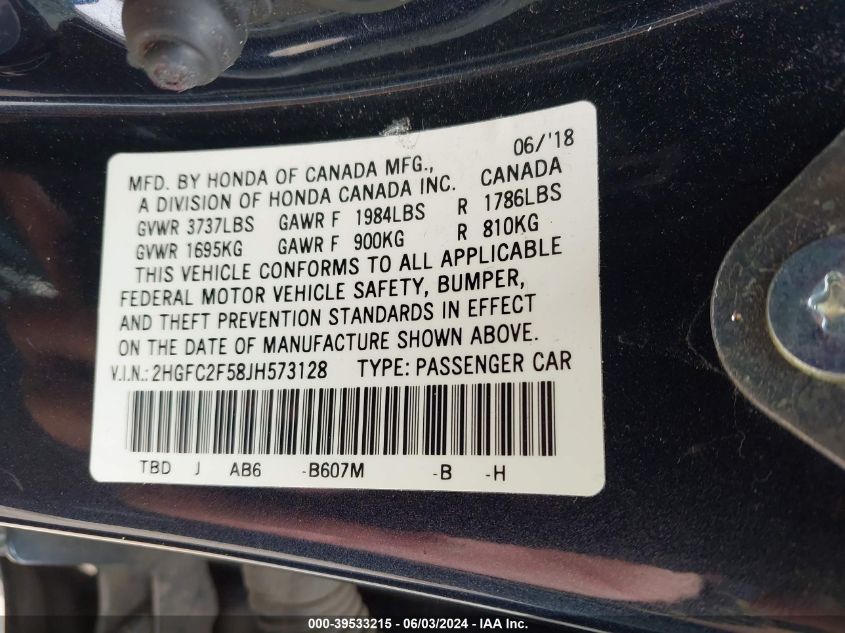 06/'18
MFD. BY HONDA OF CANADA MFG.,
A DIVISION OF HONDA CANADA INC. CANADA
GVWR 3737LBS GAWR F 1984LBS R 1786LBS
GVWR 1695KG GAWR F 900KG R 810KG
THIS VEHICLE CONFORMS TO ALL APPLICABLE
FEDERAL MOTOR VEHICLE SAFETY, BUMPER,
AND THEFT PREVENTION STANDARDS IN EFFECT
ON THE DATE OF MANUFACTURE SHOWN ABOVE.
V.I.N.: 2HGFC2F58JH573128 TYPE: PASSENGER CAR
TBD J AB6 -B607M -B -H
000-39533215 - 06/03/2024 - IAAI Inc.